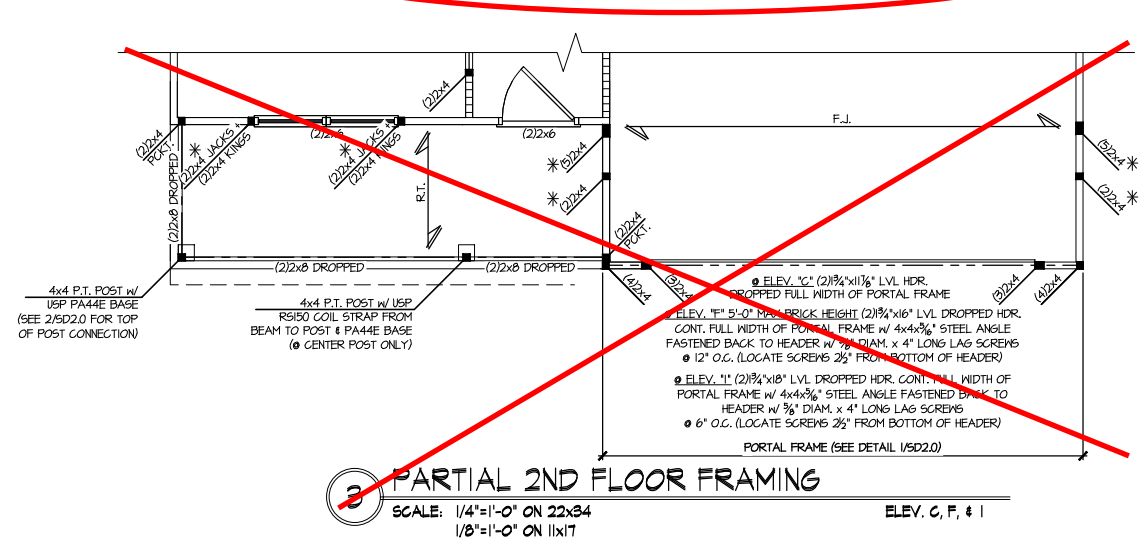 (2)2x4
(2)2x4
PCKT.
(2)2x4 JACKS +
(2)2x4 KINGS
(2)2x6
(2)2x4 JACKS +
(2)2x4 KINGS
(2)2x6
F.J.
(5)2x4
(5)2x4
(2)2x4
(2)2x4
R.T.
(2)2x8 DROPPED
(2)2x4
PCKT.
(2)2x8 DROPPED
(2)2x8 DROPPED
(4)2x4
(3)2x4
(3)2x4
(4)2x4
4x4 P.T. POST W/
USP PA44E BASE
(SEE 2/SD2.0 FOR TOP
OF POST CONNECTION)
4x4 P.T. POST W/ USP
RS150 COIL STRAP FROM
BEAM TO POST & PA44E BASE
(@ CENTER POST ONLY)
@ ELEV. "C" (2)1¾"x11⅞" LVL HDR.
DROPPED FULL WIDTH OF PORTAL FRAME
@ ELEV. "F" 5'-0" MAX BRICK HEIGHT (2)1¾"x16" LVL DROPPED HDR.
CONT. FULL WIDTH OF PORTAL FRAME W/ 4x4x5/16" STEEL ANGLE
FASTENED BACK TO HEADER W/ ⅝" DIAM. x 4" LONG LAG SCREWS
@ 12" O.C. (LOCATE SCREWS 2½" FROM BOTTOM OF HEADER)
@ ELEV. "I" (2)1¾"x18" LVL DROPPED HDR. CONT. FULL WIDTH OF
PORTAL FRAME W/ 4x4x5/16" STEEL ANGLE FASTENED BACK TO
HEADER W/ ⅝" DIAM. x 4" LONG LAG SCREWS
@ 6" O.C. (LOCATE SCREWS 2½" FROM BOTTOM OF HEADER)
PORTAL FRAME (SEE DETAIL 1/SD2.0)
3 PARTIAL 2ND FLOOR FRAMING
SCALE: 1/4"=1'-0" ON 22x34
1/8"=1'-0" ON 11x17
ELEV. C, F, & I